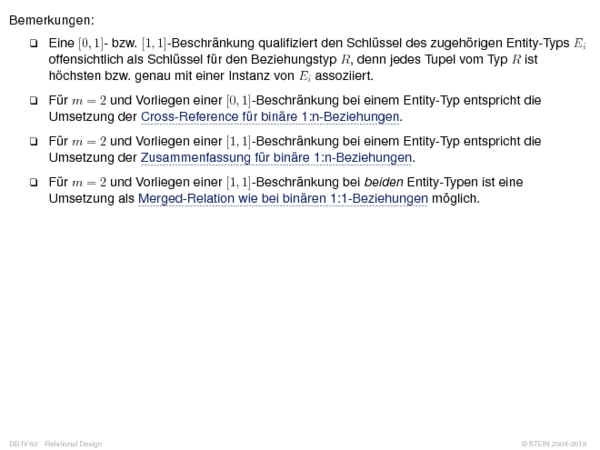 Bemerkungen:
❑ Eine [0, 1]- bzw. [1, 1]-Beschränkung qualifiziert den Schlüssel des zugehörigen Entity-Typs E_i
offensichtlich als Schlüssel für den Beziehungstyp R, denn jedes Tupel vom Typ R ist
höchsten bzw. genau mit einer Instanz von E_i assoziiert.
❑ Für m = 2 und Vorliegen einer [0, 1]-Beschränkung bei einem Entity-Typ entspricht die
Umsetzung der Cross-Reference für binäre 1:n-Beziehungen.
❑ Für m = 2 und Vorliegen einer [1, 1]-Beschränkung bei einem Entity-Typ entspricht die
Umsetzung der Zusammenfassung für binäre 1:n-Beziehungen.
❑ Für m = 2 und Vorliegen einer [1, 1]-Beschränkung bei beiden Entity-Typen ist eine
Umsetzung als Merged-Relation wie bei binären 1:1-Beziehungen möglich.
DB:IV-92 Relational Design © STEIN 2004-2018